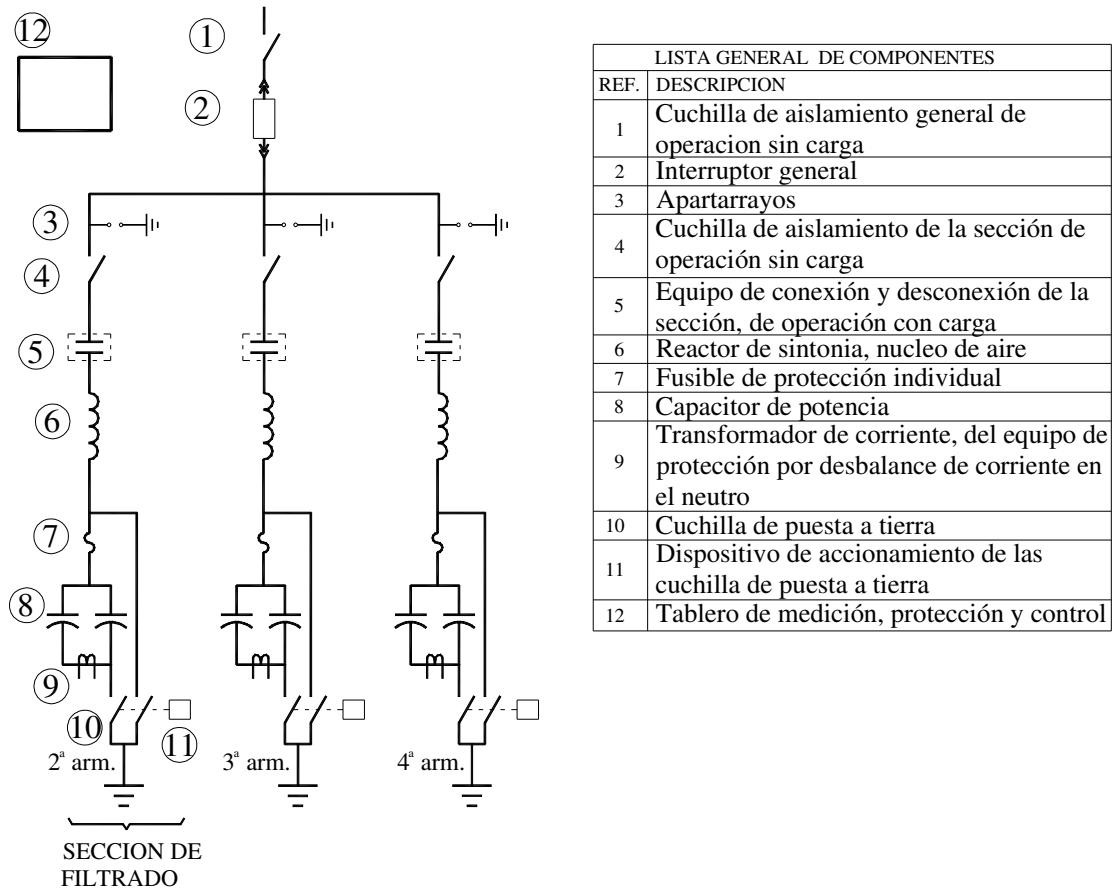 12
1
2
3
4
5
6
7
8
9
10
11
2ª arm.
3ª arm.
4ª arm.
SECCION DE
FILTRADO
LISTA GENERAL DE COMPONENTES
REF. DESCRIPCION
1 Cuchilla de aislamiento general de
operacion sin carga
2 Interruptor general
3 Apartarrayos
4 Cuchilla de aislamiento de la sección de
operación sin carga
5 Equipo de conexión y desconexión de la
sección, de operación con carga
6 Reactor de sintonia, nucleo de aire
7 Fusible de protección individual
8 Capacitor de potencia
9 Transformador de corriente, del equipo de
protección por desbalance de corriente en
el neutro
10 Cuchilla de puesta a tierra
11 Dispositivo de accionamiento de las
cuchilla de puesta a tierra
12 Tablero de medición, protección y control